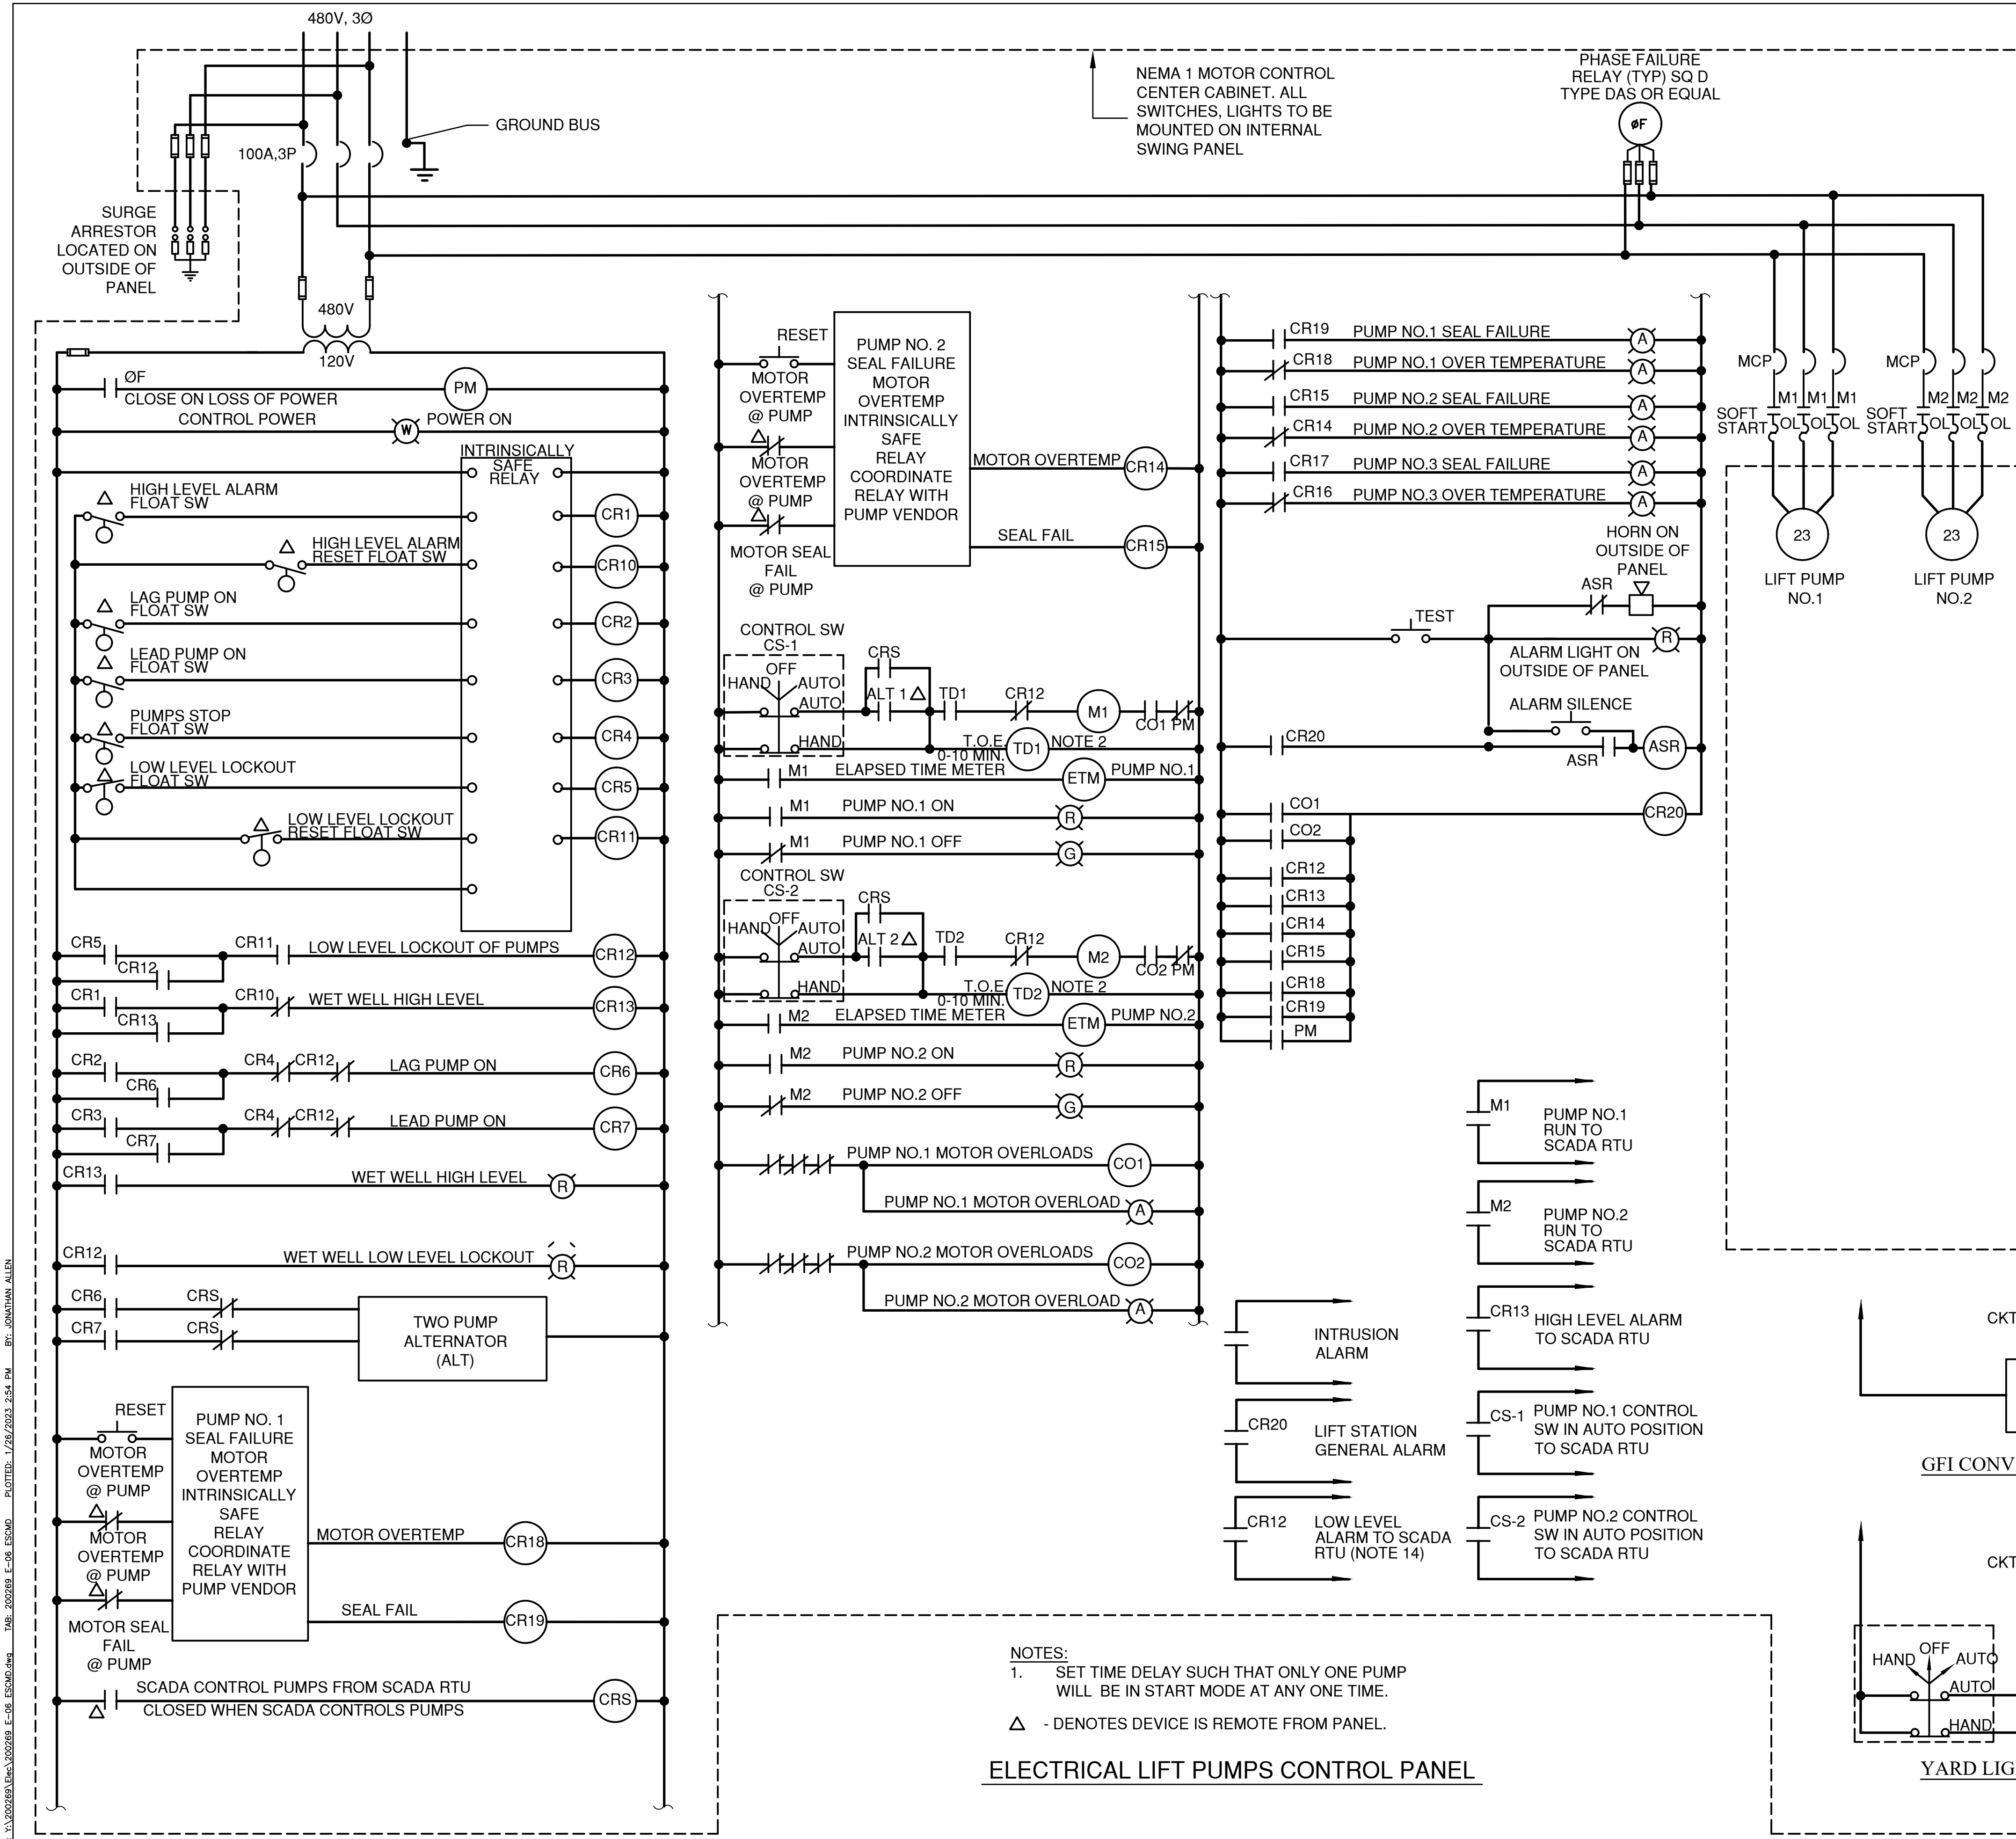 480V, 3Ø
GROUND BUS
100A,3P
SURGE
ARRESTOR
LOCATED ON
OUTSIDE OF
PANEL
NEMA 1 MOTOR CONTROL
CENTER CABINET. ALL
SWITCHES, LIGHTS TO BE
MOUNTED ON INTERNAL
SWING PANEL
PHASE FAILURE
RELAY (TYP) SQ D
TYPE DAS OR EQUAL
ØF
480V
120V
ØF
CLOSE ON LOSS OF POWER
PM
CONTROL POWER
W
POWER ON
INTRINSICALLY
SAFE
RELAY
HIGH LEVEL ALARM
FLOAT SW
CR1
HIGH LEVEL ALARM
RESET FLOAT SW
CR10
LAG PUMP ON
FLOAT SW
CR2
LEAD PUMP ON
FLOAT SW
CR3
PUMPS STOP
FLOAT SW
CR4
LOW LEVEL LOCKOUT
FLOAT SW
CR5
LOW LEVEL LOCKOUT
RESET FLOAT SW
CR11
CR5
CR11
LOW LEVEL LOCKOUT OF PUMPS
CR12
CR12
CR1
CR10
WET WELL HIGH LEVEL
CR13
CR13
CR2
CR4
CR12
LAG PUMP ON
CR6
CR6
CR3
CR4
CR12
LEAD PUMP ON
CR7
CR7
CR13
WET WELL HIGH LEVEL
R
CR12
WET WELL LOW LEVEL LOCKOUT
R
CR6
CRS
CR7
CRS
TWO PUMP
ALTERNATOR
(ALT)
RESET
MOTOR
OVERTEMP
@ PUMP
MOTOR
OVERTEMP
@ PUMP
MOTOR SEAL
FAIL
@ PUMP
PUMP NO. 1
SEAL FAILURE
MOTOR
OVERTEMP
INTRINSICALLY
SAFE
RELAY
COORDINATE
RELAY WITH
PUMP VENDOR
MOTOR OVERTEMP
CR18
SEAL FAIL
CR19
SCADA CONTROL PUMPS FROM SCADA RTU
CLOSED WHEN SCADA CONTROLS PUMPS
CRS
RESET
MOTOR
OVERTEMP
@ PUMP
MOTOR
OVERTEMP
@ PUMP
MOTOR SEAL
FAIL
@ PUMP
PUMP NO. 2
SEAL FAILURE
MOTOR
OVERTEMP
INTRINSICALLY
SAFE
RELAY
COORDINATE
RELAY WITH
PUMP VENDOR
MOTOR OVERTEMP
CR14
SEAL FAIL
CR15
CONTROL SW
CS-1
OFF
HAND
AUTO
AUTO
HAND
CRS
ALT 1
TD1
CR12
M1
CO1 PM
T.O.E.
0-10 MIN.
TD1
NOTE 2
M1
ELAPSED TIME METER
ETM
PUMP NO.1
M1
PUMP NO.1 ON
R
M1
PUMP NO.1 OFF
G
CONTROL SW
CS-2
OFF
HAND
AUTO
AUTO
HAND
CRS
ALT 2
TD2
CR12
M2
CO2 PM
T.O.E.
0-10 MIN.
TD2
NOTE 2
M2
ELAPSED TIME METER
ETM
PUMP NO.2
M2
PUMP NO.2 ON
R
M2
PUMP NO.2 OFF
G
PUMP NO.1 MOTOR OVERLOADS
CO1
PUMP NO.1 MOTOR OVERLOAD
A
PUMP NO.2 MOTOR OVERLOADS
CO2
PUMP NO.2 MOTOR OVERLOAD
A
CR19
PUMP NO.1 SEAL FAILURE
A
CR18
PUMP NO.1 OVER TEMPERATURE
A
CR15
PUMP NO.2 SEAL FAILURE
A
CR14
PUMP NO.2 OVER TEMPERATURE
A
CR17
PUMP NO.3 SEAL FAILURE
A
CR16
PUMP NO.3 OVER TEMPERATURE
A
HORN ON
OUTSIDE OF
PANEL
ASR
TEST
R
ALARM LIGHT ON
OUTSIDE OF PANEL
ALARM SILENCE
CR20
ASR
ASR
CO1
CR20
CO2
CR12
CR13
CR14
CR15
CR18
CR19
PM
MCP
M1 M1 M1
SOFT
START
OL OL OL
23
LIFT PUMP
NO.1
MCP
M2 M2 M2
SOFT
START
OL OL OL
23
LIFT PUMP
NO.2
M1
PUMP NO.1
RUN TO
SCADA RTU
M2
PUMP NO.2
RUN TO
SCADA RTU
CR13
HIGH LEVEL ALARM
TO SCADA RTU
CS-1
PUMP NO.1 CONTROL
SW IN AUTO POSITION
TO SCADA RTU
CS-2
PUMP NO.2 CONTROL
SW IN AUTO POSITION
TO SCADA RTU
INTRUSION
ALARM
CR20
LIFT STATION
GENERAL ALARM
CR12
LOW LEVEL
ALARM TO SCADA
RTU (NOTE 14)
CKT
GFI CONV
CKT
OFF
HAND
AUTO
AUTO
HAND
YARD LIG
NOTES:
1. SET TIME DELAY SUCH THAT ONLY ONE PUMP
WILL BE IN START MODE AT ANY ONE TIME.
△ - DENOTES DEVICE IS REMOTE FROM PANEL.
ELECTRICAL LIFT PUMPS CONTROL PANEL
Y:\200269\Elec\200269 E-06 ESCMD.dwg TAB: 200269 E-06 ESCMD PLOTTED: 1/26/2023 2:54 PM BY: JONATHAN ALLEN